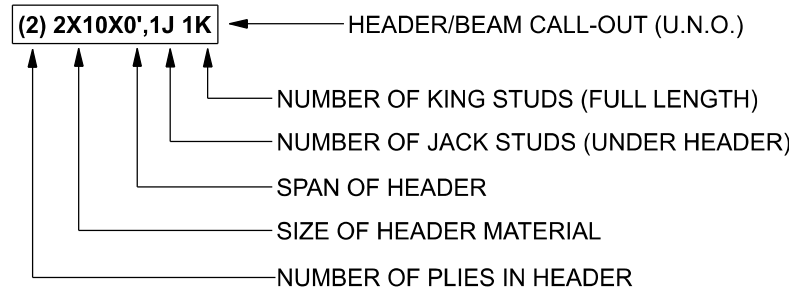 (2) 2X10X0',1J 1K
HEADER/BEAM CALL-OUT (U.N.O.)
NUMBER OF KING STUDS (FULL LENGTH)
NUMBER OF JACK STUDS (UNDER HEADER)
SPAN OF HEADER
SIZE OF HEADER MATERIAL
NUMBER OF PLIES IN HEADER